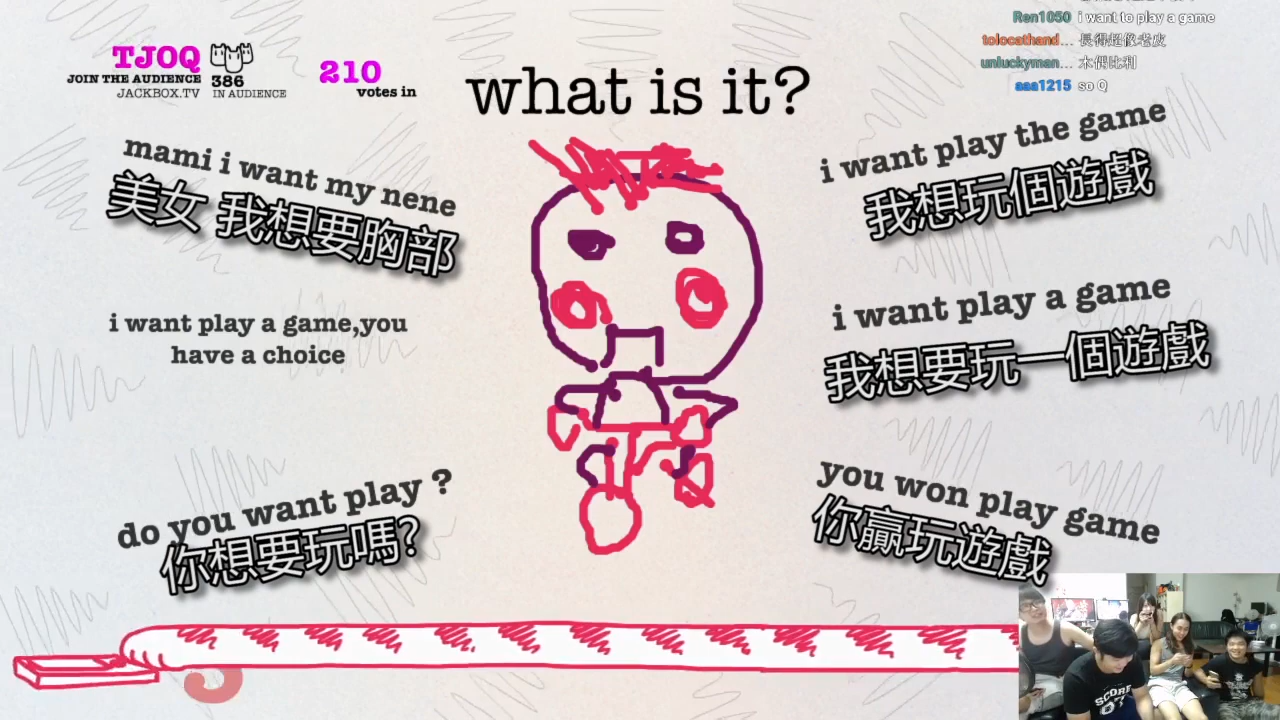 Ren1050 i want to play a game
tolocathand... 長得超像老皮
unluckyman... 木偶比利
aaa1215 so Q
TJOQ
JOIN THE AUDIENCE
JACKBOX.TV
386
IN AUDIENCE
210
votes in
what is it?
mami i want my nene
美女 我想要胸部
i want play the game
我想玩個遊戲
i want play a game,you
have a choice
i want play a game
我想要玩一個遊戲
do you want play ?
你想要玩嗎?
you won play game
你贏玩遊戲
SCORE